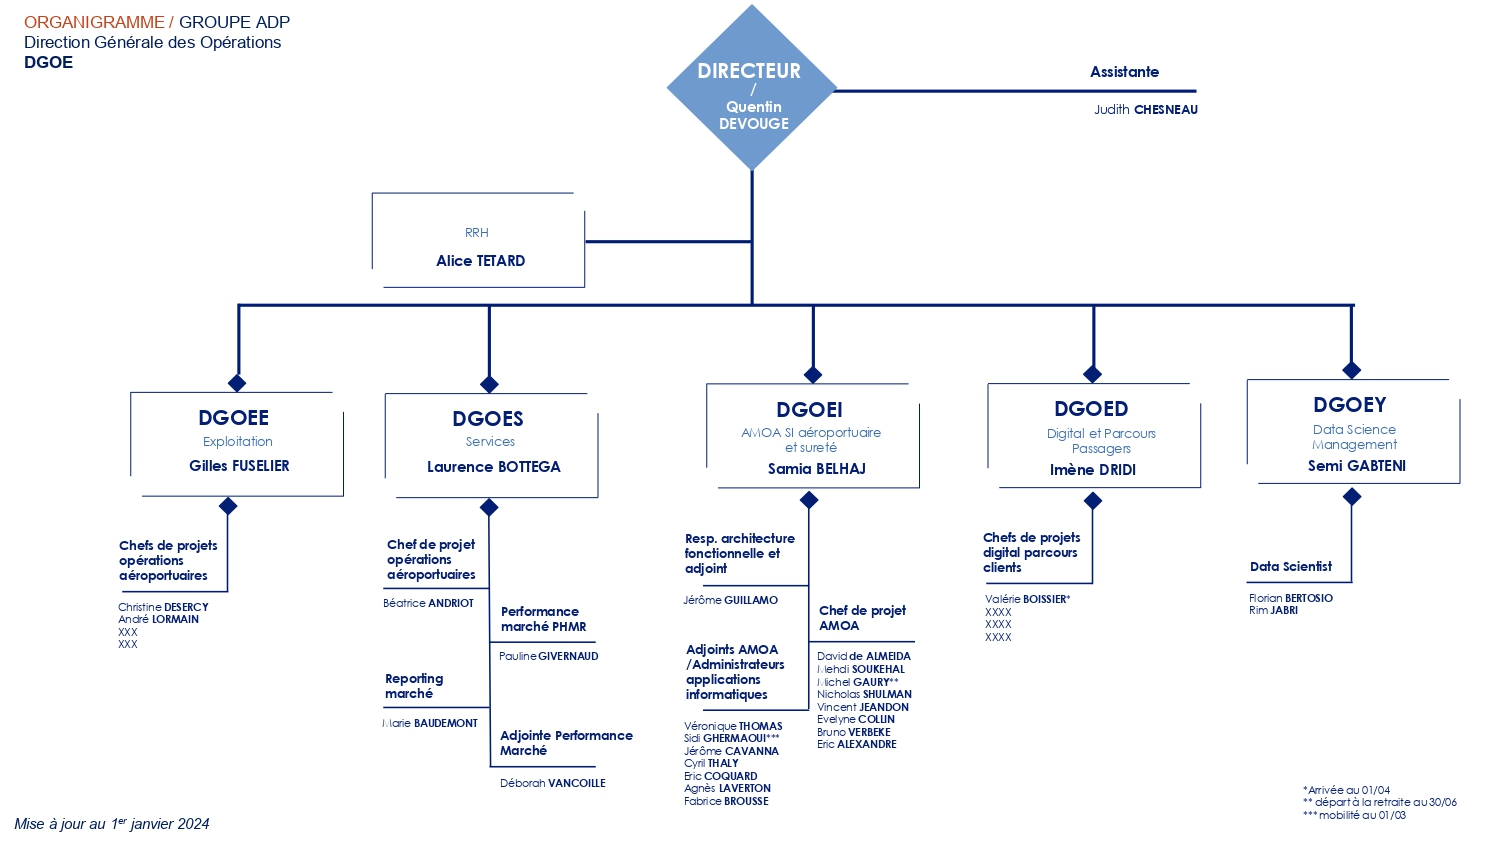 ORGANIGRAMME / GROUPE ADP
Direction Générale des Opérations
DGOE
DIRECTEUR
/
Quentin
DEVOUGE
Assistante
Judith CHESNEAU
RRH
Alice TETARD
DGOEE
Exploitation
Gilles FUSELIER
Chefs de projets
opérations
aéroportuaires
Christine DESERCY
André LORMAIN
XXX
XXX
DGOES
Services
Laurence BOTTEGA
Chef de projet
opérations
aéroportuaires
Béatrice ANDRIOT
Performance
marché PHMR
Pauline GIVERNAUD
Reporting
marché
Marie BAUDEMONT
Adjointe Performance
Marché
Déborah VANCOILLE
DGOEI
AMOA SI aéroportuaire
et sureté
Samia BELHAJ
Resp. architecture
fonctionnelle et
adjoint
Jérôme GUILLAMO
Chef de projet
AMOA
David de ALMEIDA
Mehdi SOUKEHAL
Michel GAURY**
Nicholas SHULMAN
Vincent JEANDON
Evelyne COLLIN
Bruno VERBEKE
Eric ALEXANDRE
Adjoints AMOA
/Administrateurs
applications
informatiques
Véronique THOMAS
Sidi GHERMAOUI***
Jérôme CAVANNA
Cyril THALY
Eric COQUARD
Agnès LAVERTON
Fabrice BROUSSE
DGOED
Digital et Parcours
Passagers
Imène DRIDI
Chefs de projets
digital parcours
clients
Valérie BOISSIER*
XXXX
XXXX
XXXX
DGOEY
Data Science
Management
Semi GABTENI
Data Scientist
Florian BERTOSIO
Rim JABRI
*Arrivée au 01/04
** départ à la retraite au 30/06
*** mobilité au 01/03
Mise à jour au 1er janvier 2024